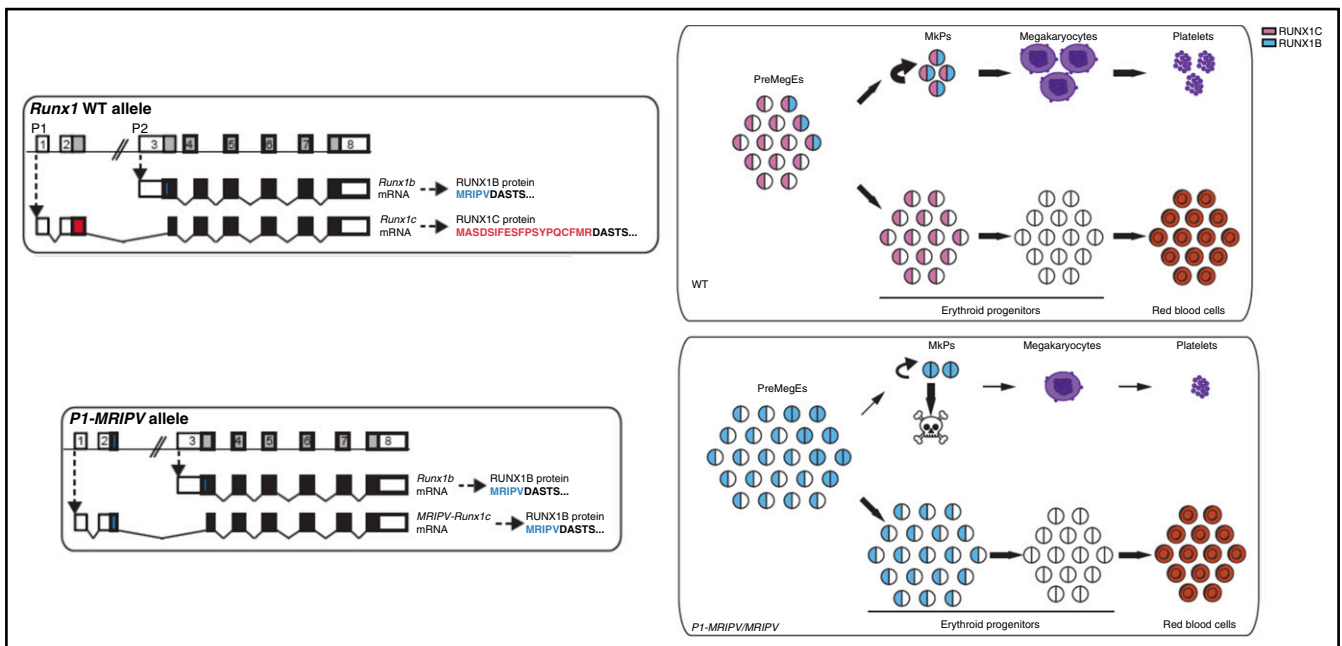 Runx1 WT allele
P1
P2
1
2
3
4
5
6
7
8
Runx1b
mRNA
RUNX1B protein
MRIPVDASTS...
Runx1c
mRNA
RUNX1C protein
MASDSIFESFPSYPQCFMRDASTS...
RUNX1C
RUNX1B
MkPs
Megakaryocytes
Platelets
PreMegEs
WT
Erythroid progenitors
Red blood cells
P1-MRIPV allele
1
2
3
4
5
6
7
8
Runx1b
mRNA
RUNX1B protein
MRIPVDASTS...
MRIPV-Runx1c
mRNA
RUNX1B protein
MRIPVDASTS...
MkPs
Megakaryocytes
Platelets
PreMegEs
P1-MRIPV/MRIPV
Erythroid progenitors
Red blood cells